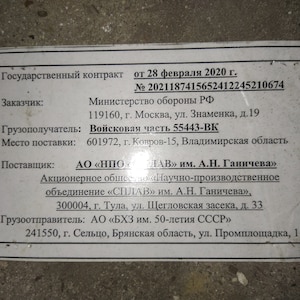 Государственный контракт от 28 февраля 2020 г.
№ 2021187415652412245210674
Заказчик: Министерство обороны РФ
119160, г. Москва, ул. Знаменка, д.19
Грузополучатель: Войсковая часть 55443-ВК
Место поставки: 601972, г. Ковров-15, Владимирская область
Поставщик: АО «НПО «СПЛАВ» им. А.Н. Ганичева»
Акционерное общество «Научно-производственное
объединение «СПЛАВ» им. А.Н. Ганичева»,
300004, г. Тула, ул. Щегловская засека, д. 33
Грузоотправитель: АО «БХЗ им. 50-летия СССР»
241550, г. Сельцо, Брянская область, ул. Промплощадка, 1